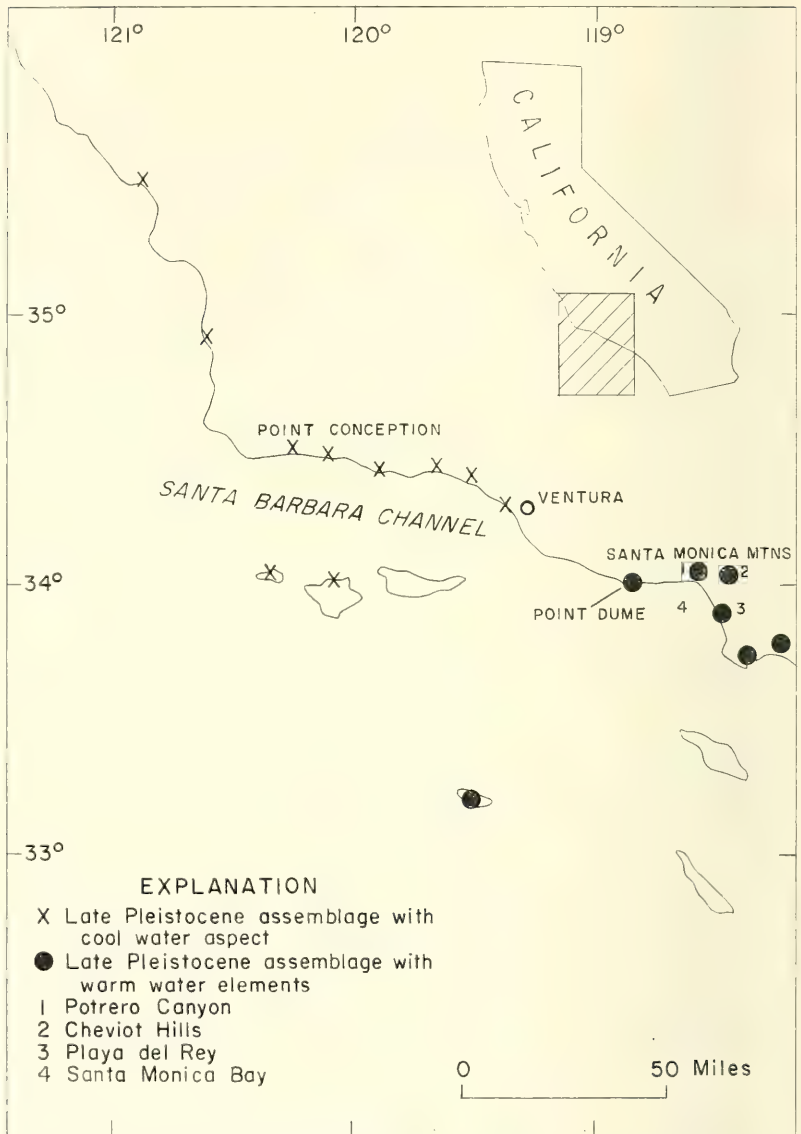 121° 120° 119°
CALIFORNIA
35°
POINT CONCEPTION
SANTA BARBARA CHANNEL
VENTURA
SANTA MONICA MTNS
34°
1 2
POINT DUME
4 3
33°
EXPLANATION
X Late Pleistocene assemblage with
cool water aspect
● Late Pleistocene assemblage with
warm water elements
1 Potrero Canyon
2 Cheviot Hills
3 Playa del Rey
4 Santa Monica Bay
0 50 Miles